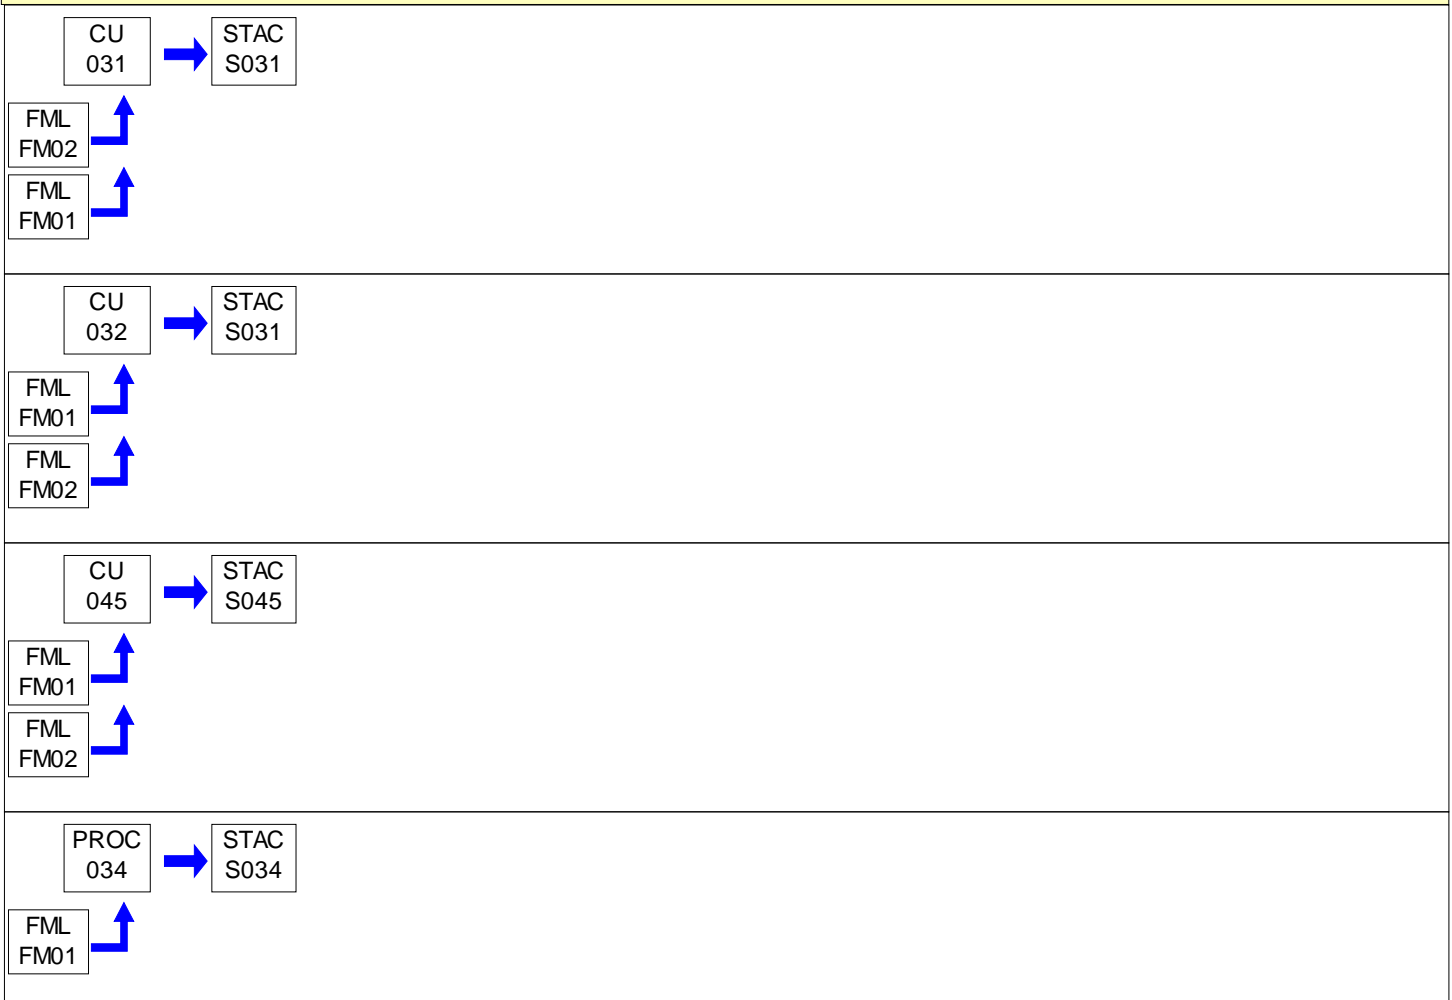 CU
031
STAC
S031
FML
FM02
FML
FM01
CU
032
STAC
S031
FML
FM01
FML
FM02
CU
045
STAC
S045
FML
FM01
FML
FM02
PROC
034
STAC
S034
FML
FM01